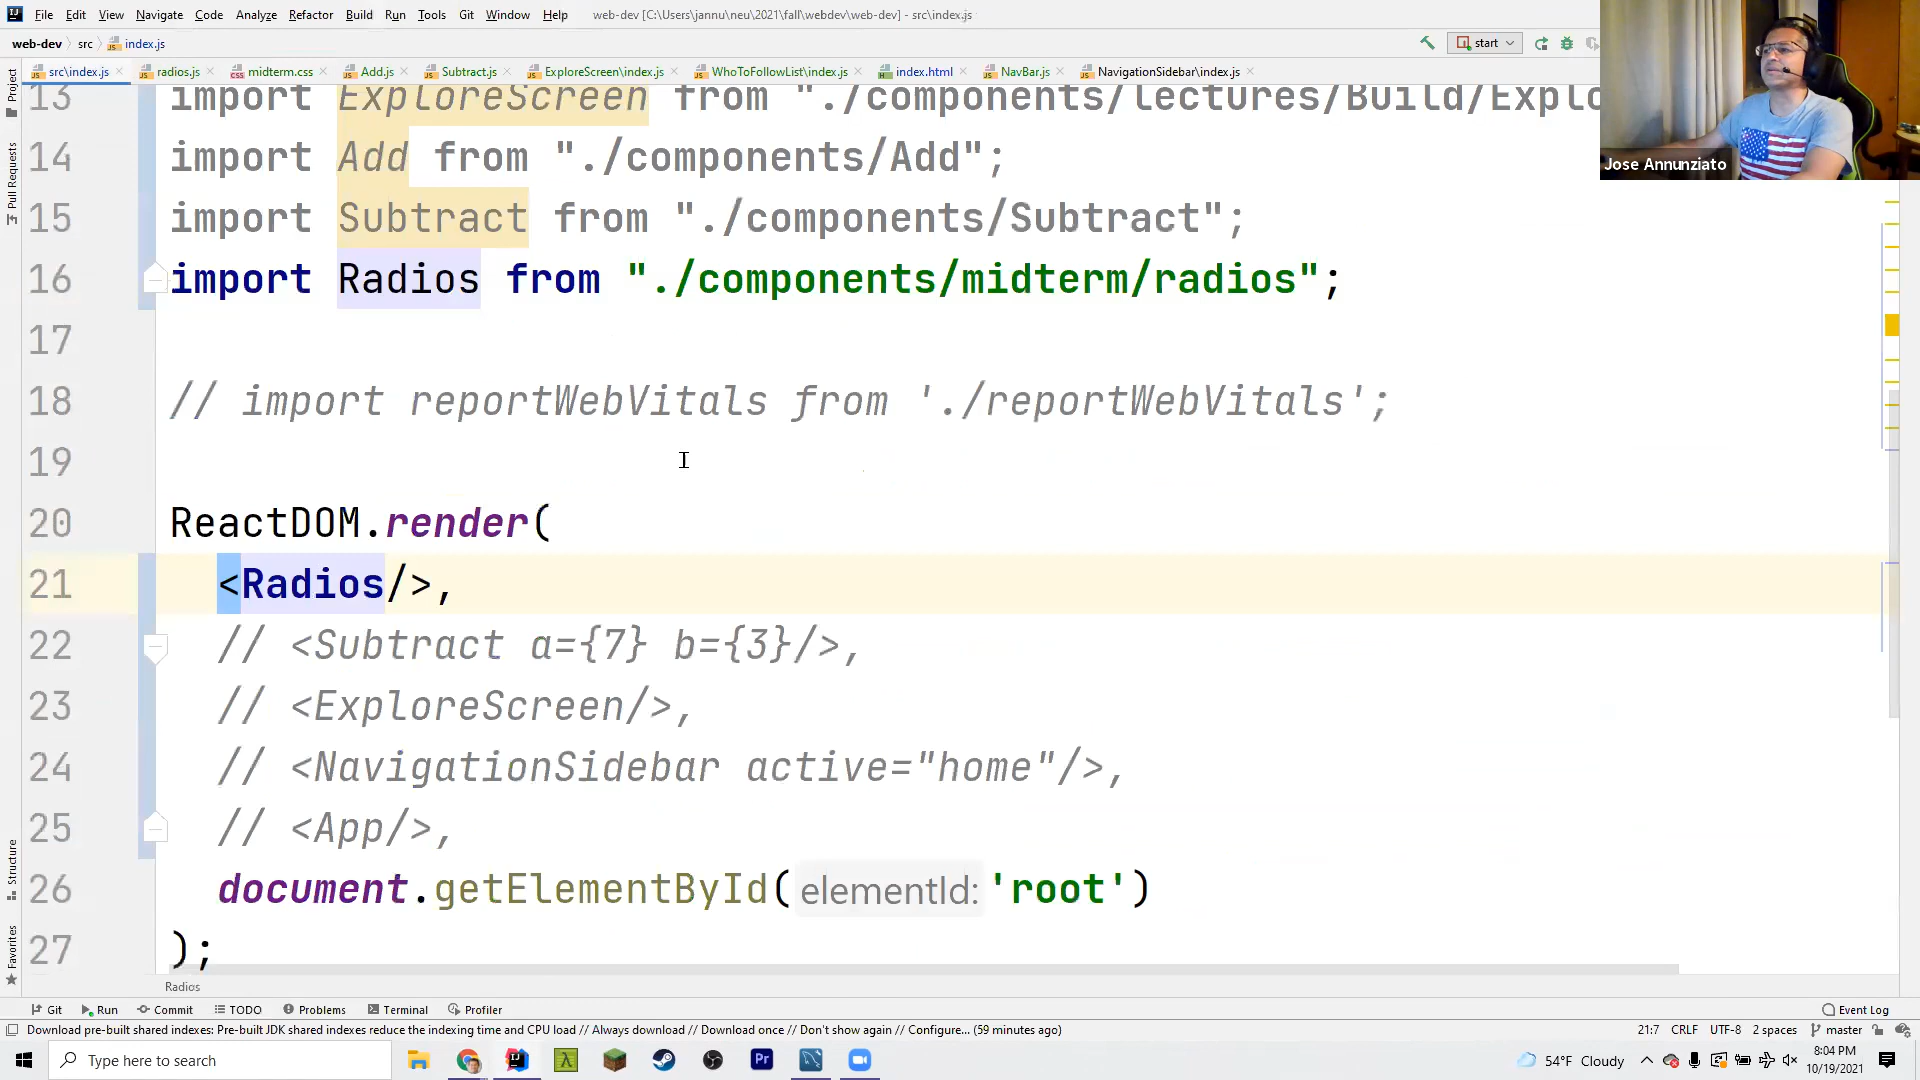 File Edit View Navigate Code Analyze Refactor Build Run Tools Git Window Help web-dev [C:\Users\jannu\neu\2021\fall\webdev\web-dev] - src\index.js
web-dev src index.js start
src\index.js radios.js midterm.css Add.js Subtract.js ExploreScreen\index.js WhoToFollowList\index.js index.html NavBar.js NavigationSidebar\index.js
Project
Pull Requests
Structure
Favorites
Jose Annunziato
13 import ExploreScreen from "./components/lectures/Build/Explo
14 import Add from "./components/Add";
15 import Subtract from "./components/Subtract";
16 import Radios from "./components/midterm/radios";
17
18 // import reportWebVitals from './reportWebVitals';
19
20 ReactDOM.render(
21 <Radios/>,
22 // <Subtract a={7} b={3}/>,
23 // <ExploreScreen/>,
24 // <NavigationSidebar active="home"/>,
25 // <App/>,
26 document.getElementById( elementId: 'root')
27 );
Radios
Git Run Commit TODO Problems Terminal Profiler Event Log
Download pre-built shared indexes: Pre-built JDK shared indexes reduce the indexing time and CPU load // Always download // Download once // Don't show again // Configure... (59 minutes ago) 21:7 CRLF UTF-8 2 spaces master
Type here to search Pr 54°F Cloudy 8:04 PM
10/19/2021